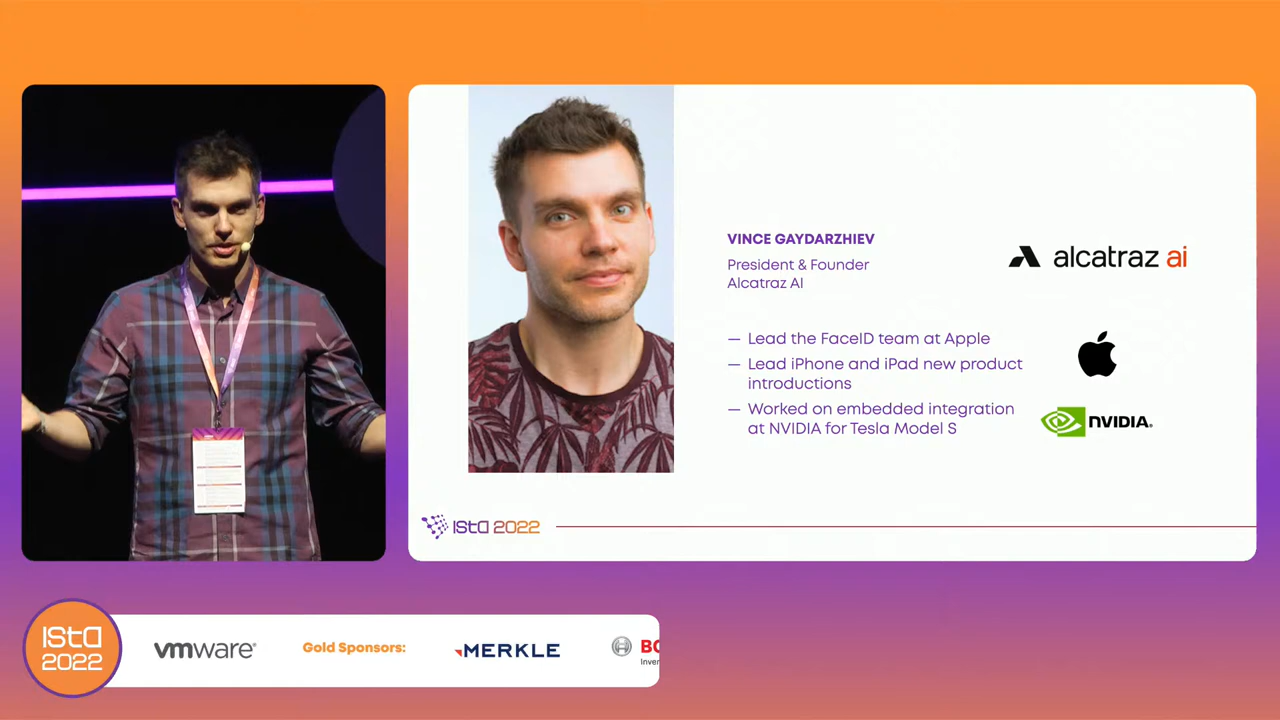 VINCE GAYDARZHIEV
President & Founder
Alcatraz AI
alcatraz ai
— Lead the FaceID team at Apple
— Lead iPhone and iPad new product
introductions
— Worked on embedded integration
at NVIDIA for Tesla Model S
NVIDIA.
ISTA 2022
ISTA
2022
vmware®
Gold Sponsors:
MERKLE